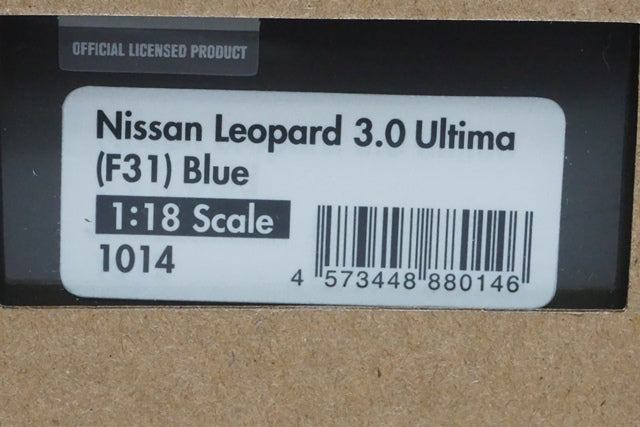 OFFICIAL LICENSED PRODUCT
Nissan Leopard 3.0 Ultima
(F31) Blue
1:18 Scale
1014
4 573448 880146